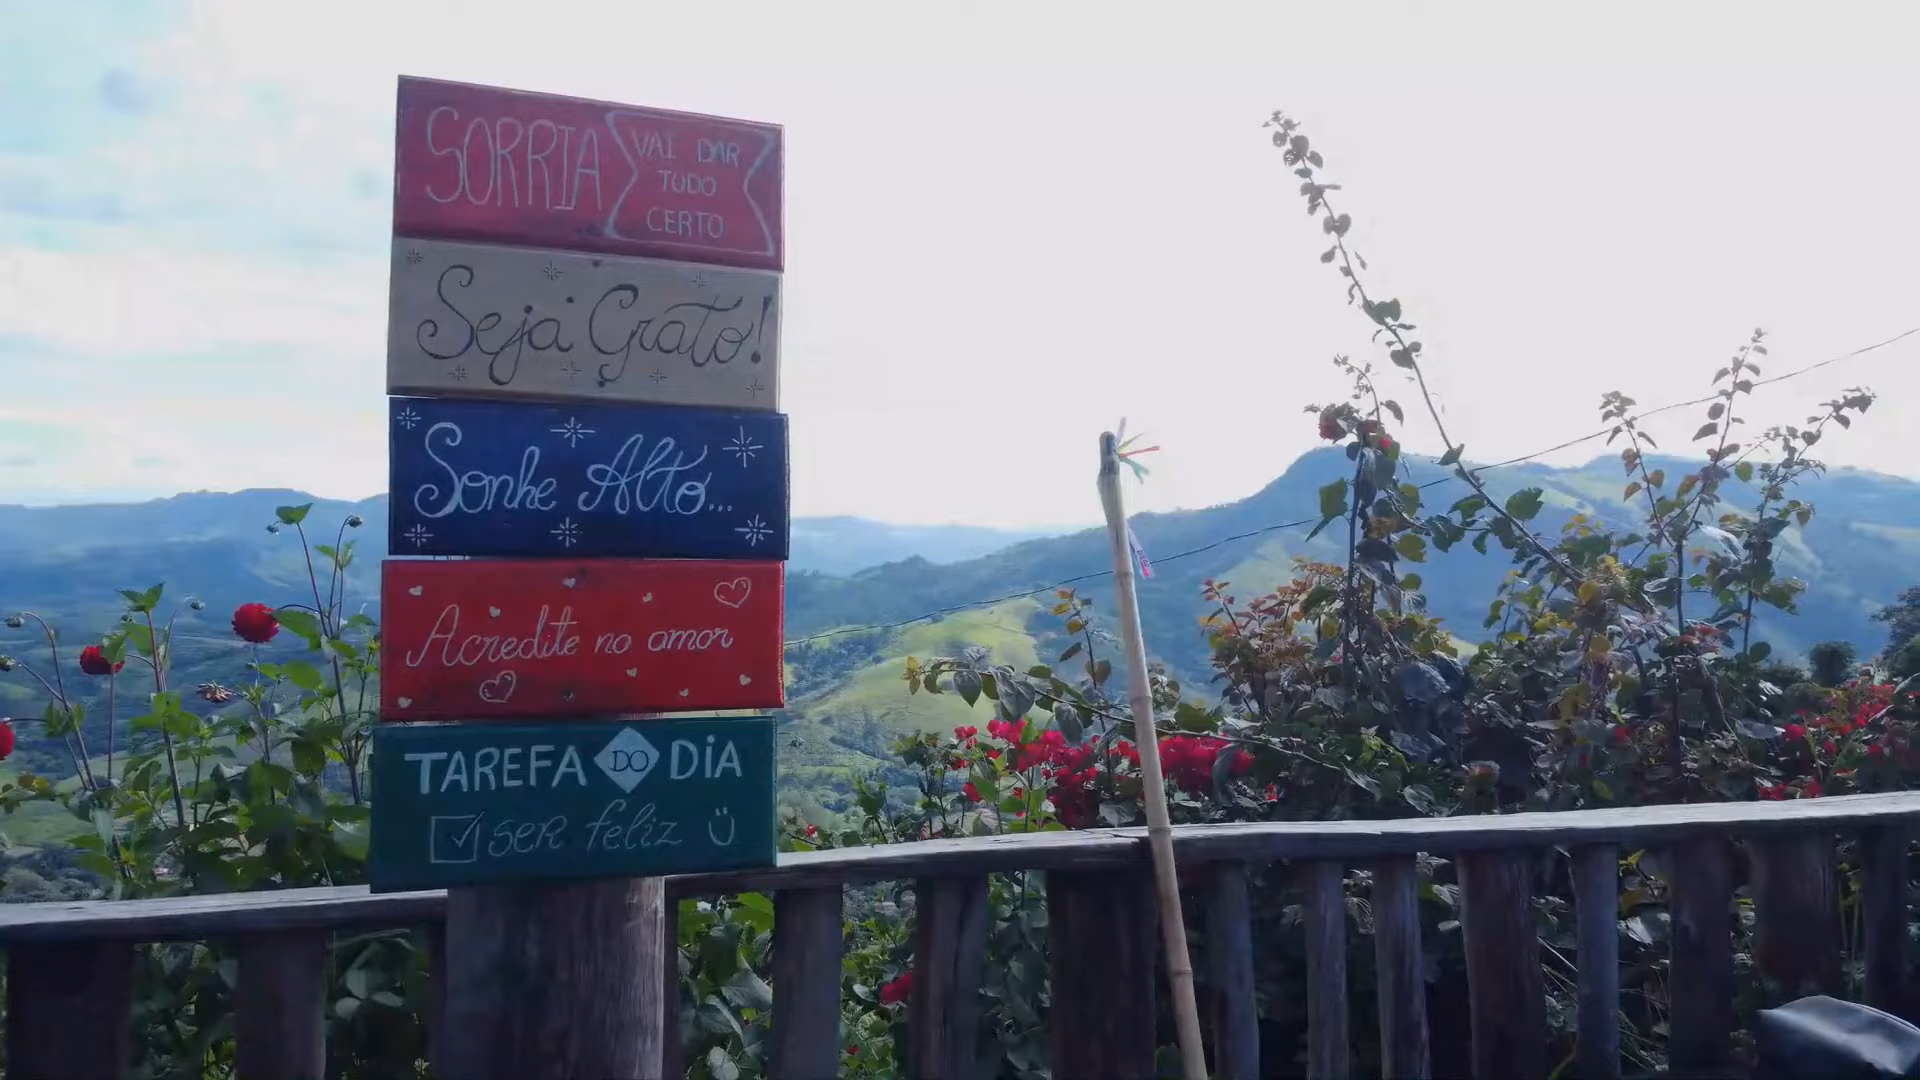 SORRIA
VAI DAR
TUDO
CERTO
Seja Grato!
Sonhe Alto...
Acredite no amor
TAREFA DO DIA
ser feliz